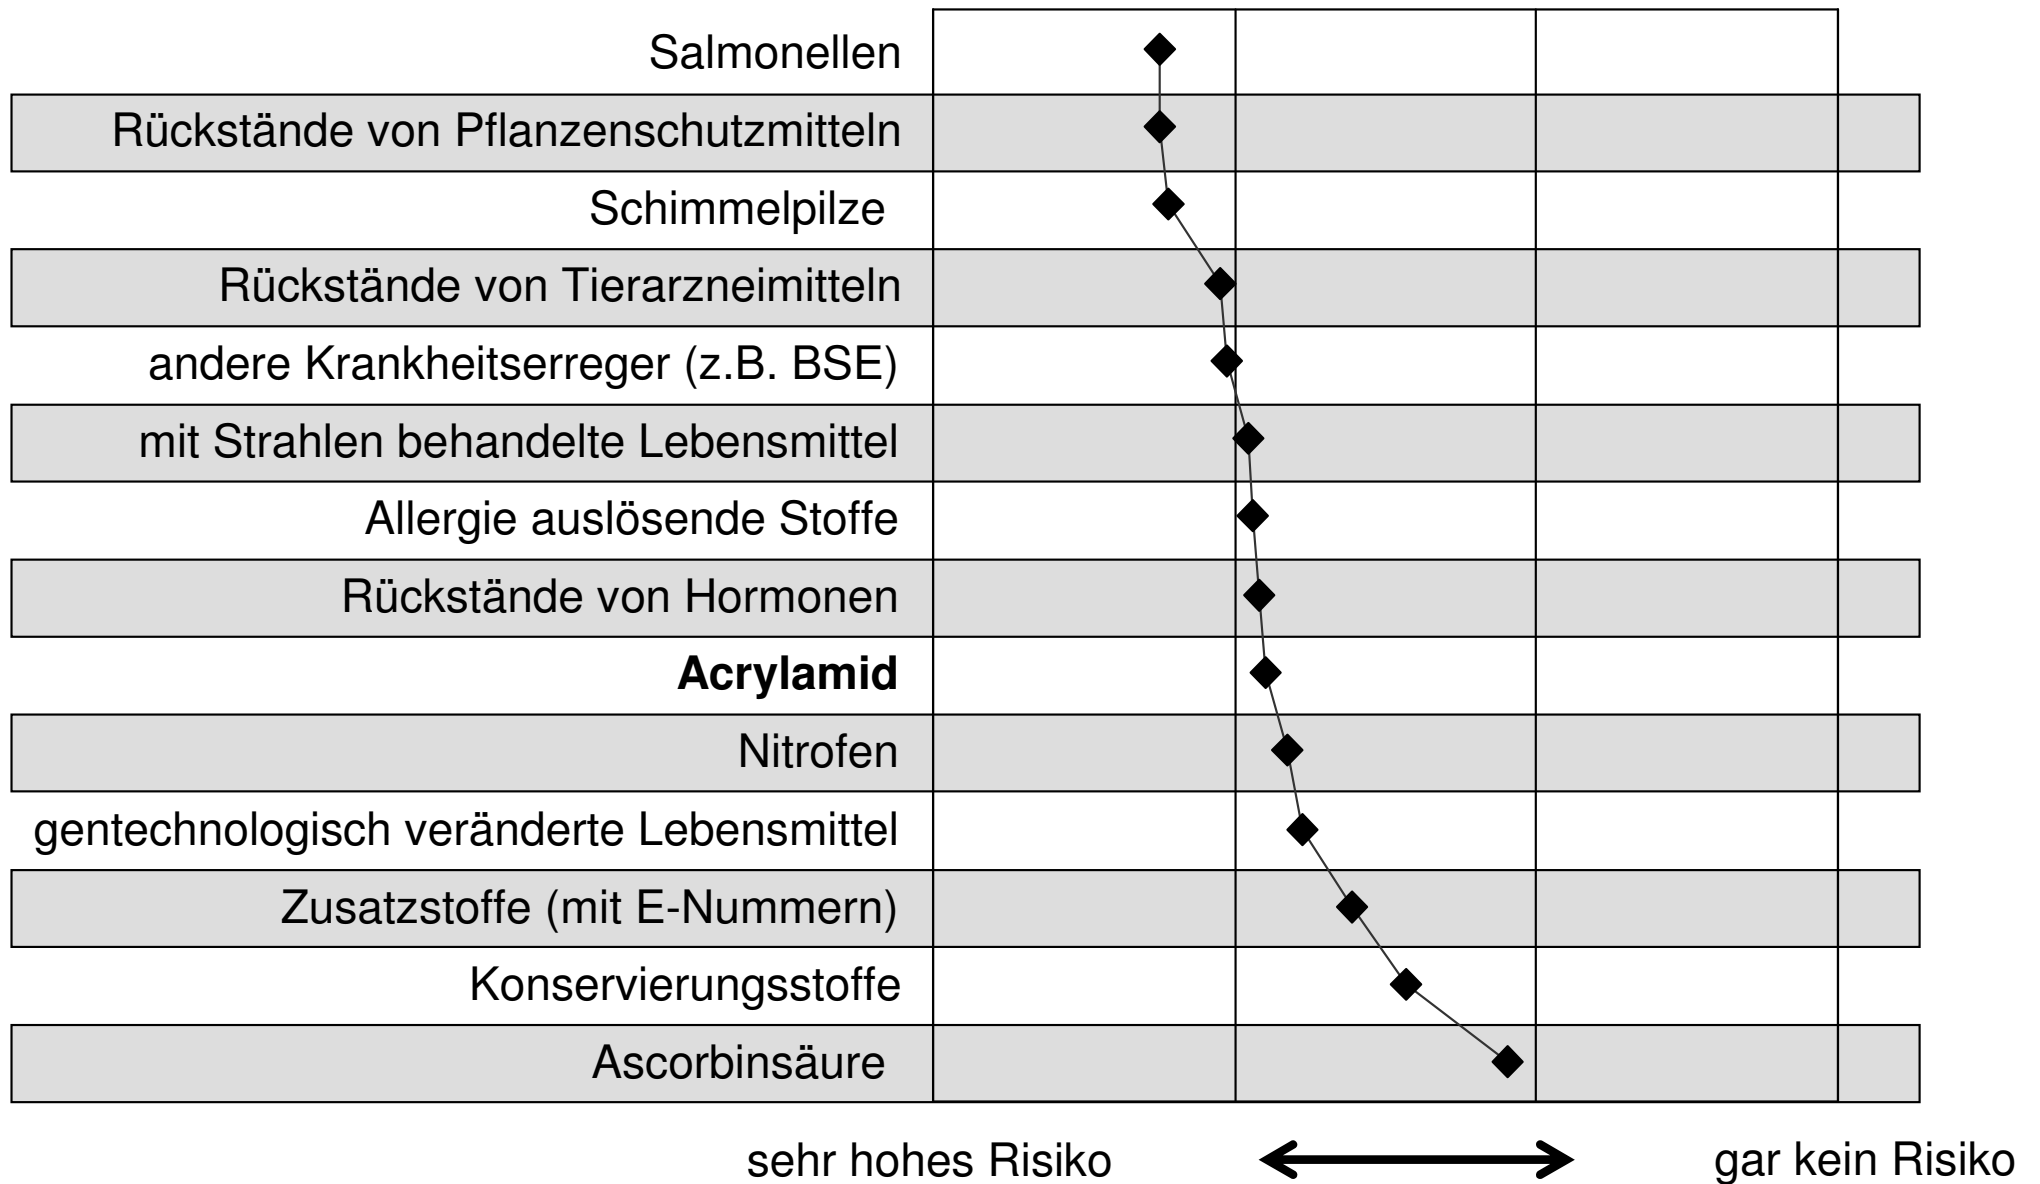 Salmonellen
Rückstände von Pflanzenschutzmitteln
Schimmelpilze
Rückstände von Tierarzneimitteln
andere Krankheitserreger (z.B. BSE)
mit Strahlen behandelte Lebensmittel
Allergie auslösende Stoffe
Rückstände von Hormonen
Acrylamid
Nitrofen
gentechnologisch veränderte Lebensmittel
Zusatzstoffe (mit E-Nummern)
Konservierungsstoffe
Ascorbinsäure
sehr hohes Risiko gar kein Risiko